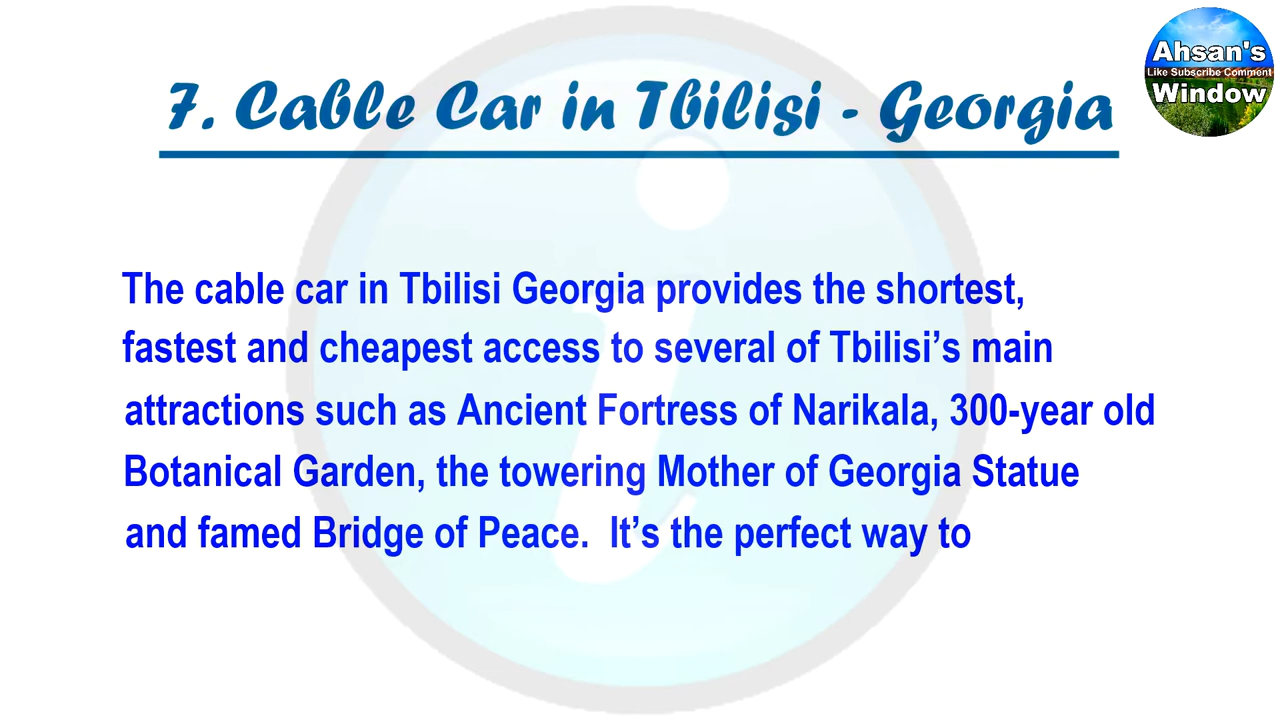 7. Cable Car in Tbilisi - Georgia
Ahsan's
Like Subscribe Comment
Window
The cable car in Tbilisi Georgia provides the shortest,
fastest and cheapest access to several of Tbilisi’s main
attractions such as Ancient Fortress of Narikala, 300-year old
Botanical Garden, the towering Mother of Georgia Statue
and famed Bridge of Peace.  It’s the perfect way to